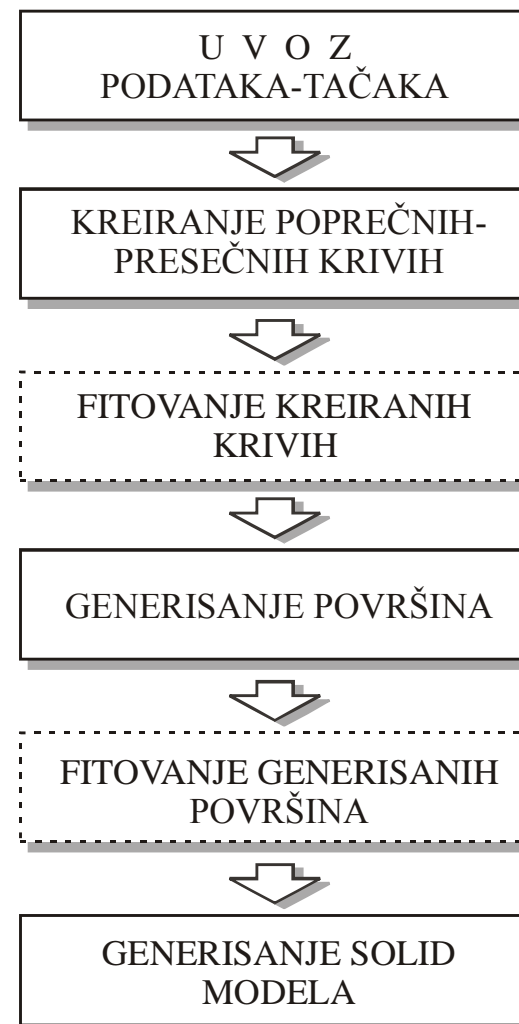 U V O Z
PODATAKA-TAČAKA
KREIRANJE POPREČNIH-
PRESEČNIH KRIVIH
FITOVANJE KREIRANIH
KRIVIH
GENERISANJE POVRŠINA
FITOVANJE GENERISANIH
POVRŠINA
GENERISANJE SOLID
MODELA